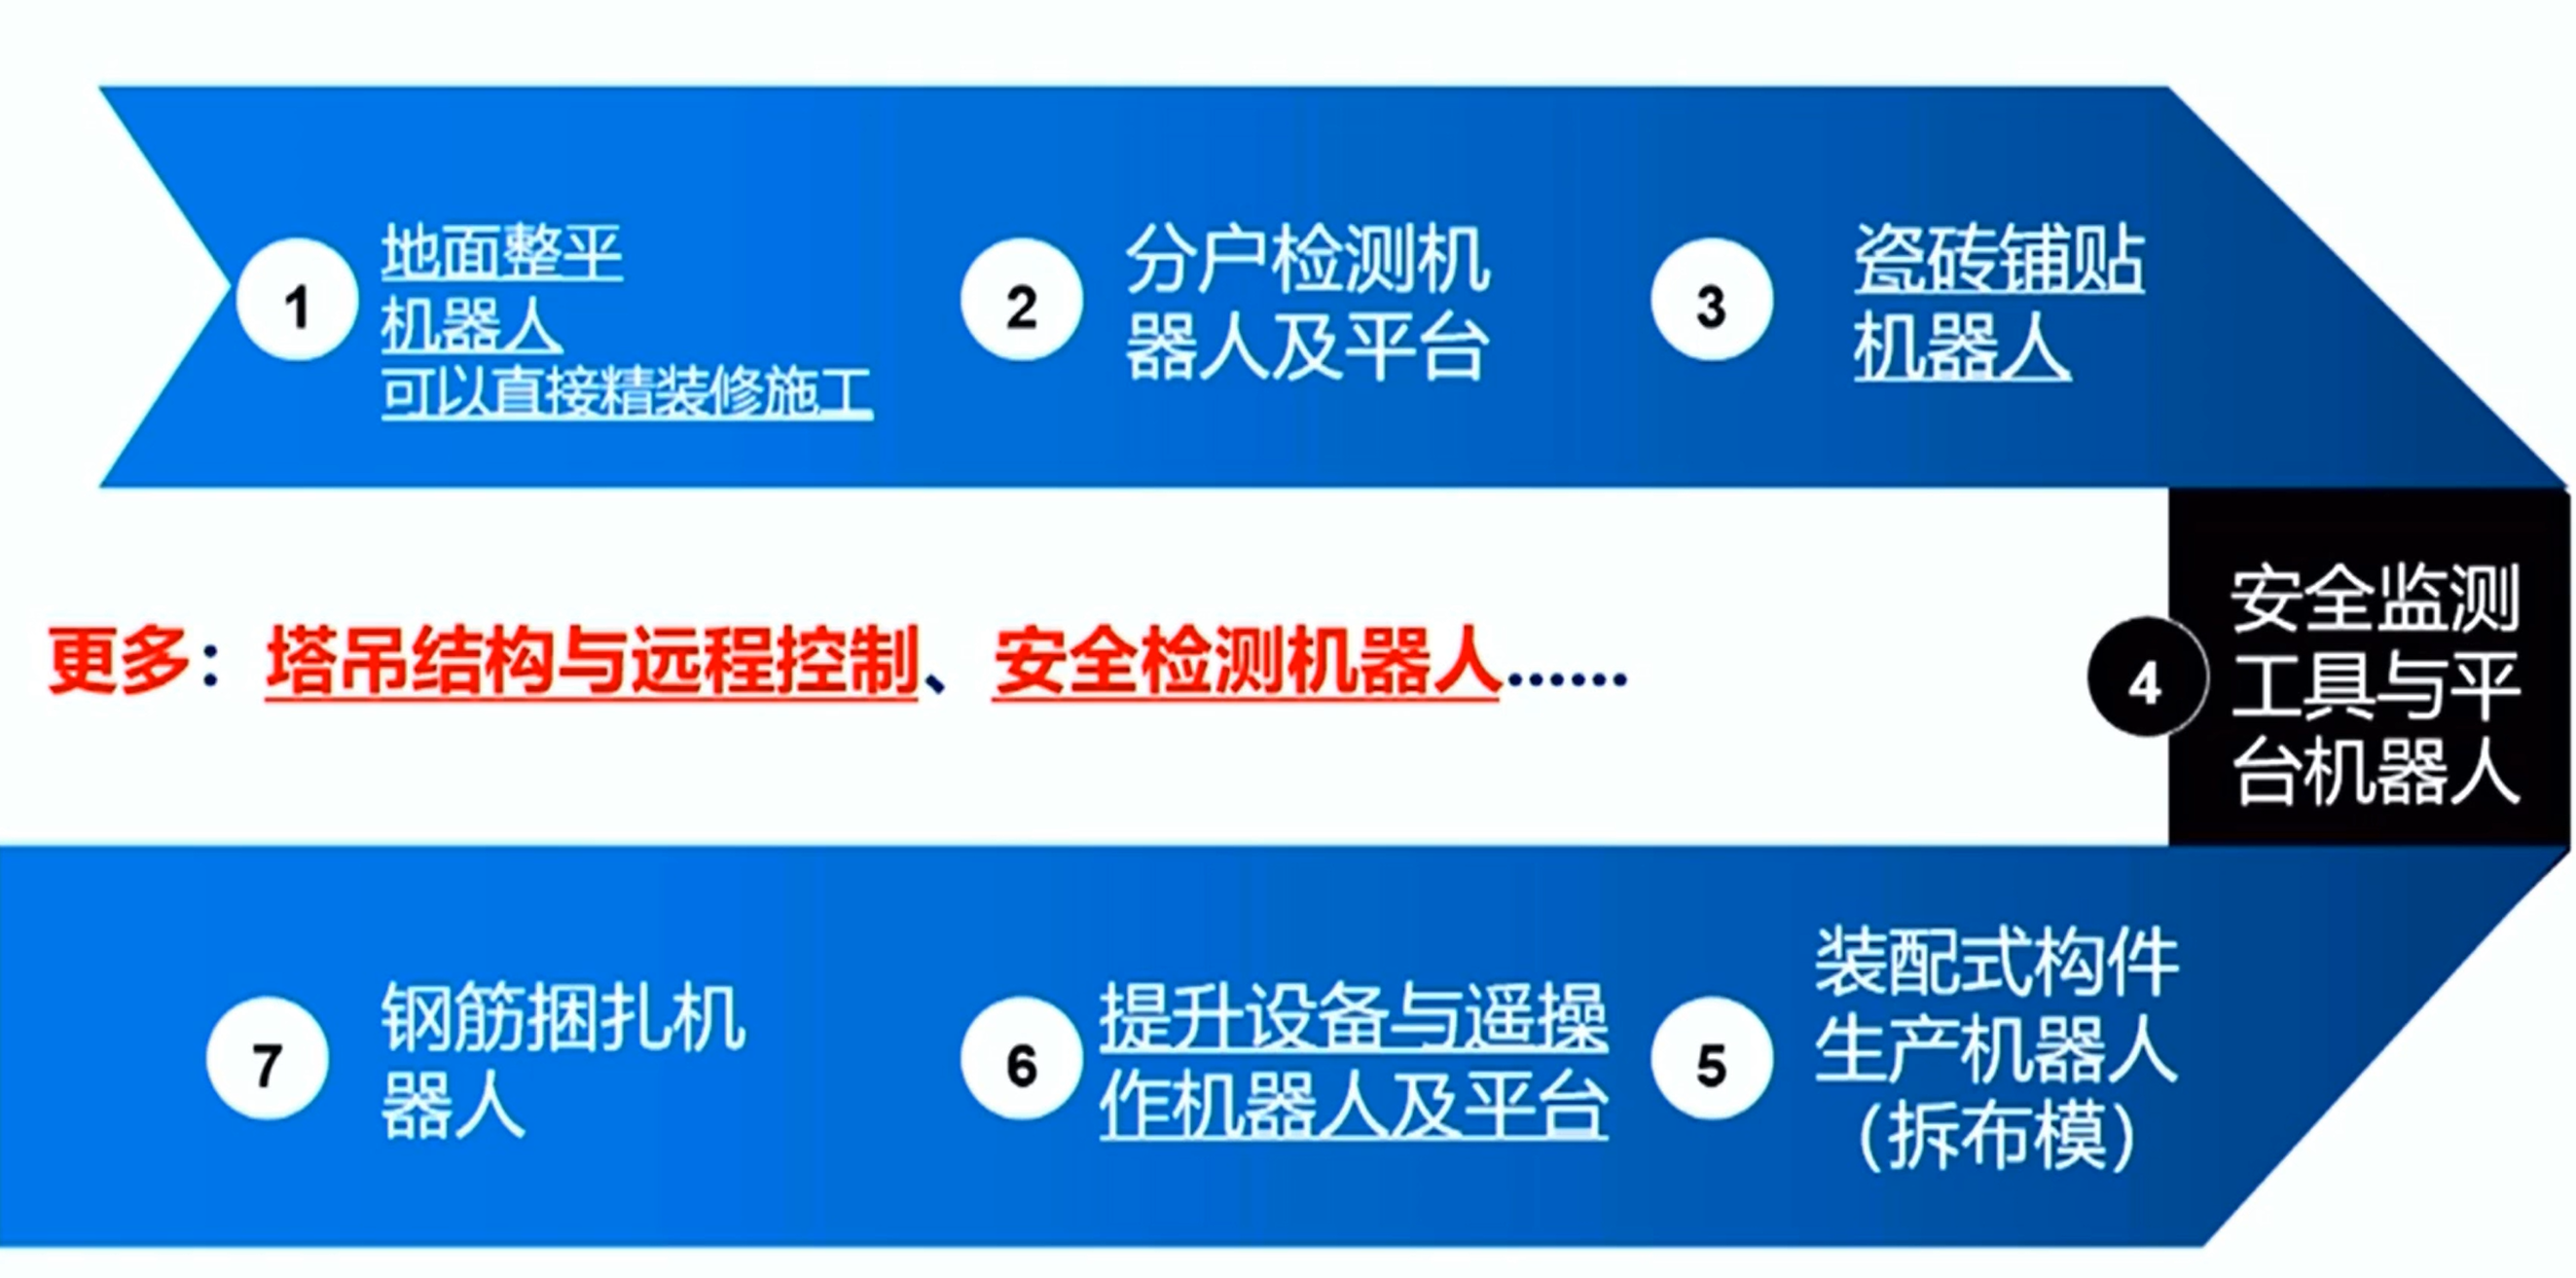 1
地面整平
机器人
可以直接精装修施工
2
分户检测机
器人及平台
3
瓷砖铺贴
机器人
更多：塔吊结构与远程控制、安全检测机器人......
4
安全监测
工具与平
台机器人
5
装配式构件
生产机器人
（拆布模）
6
提升设备与遥操
作机器人及平台
7
钢筋捆扎机
器人